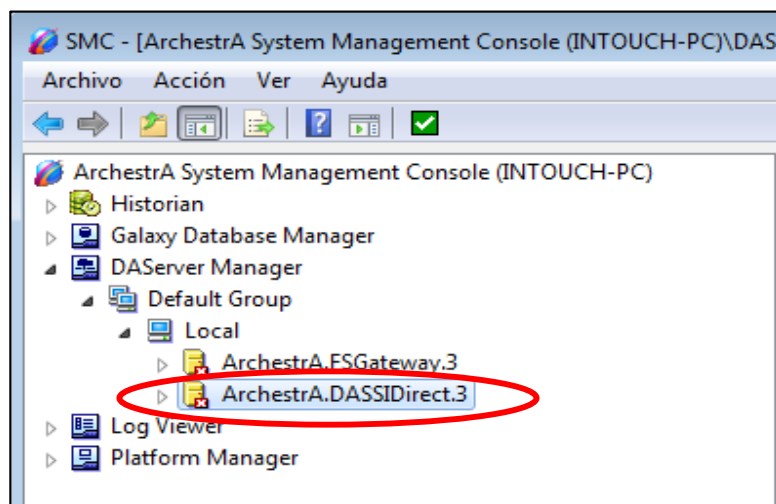 SMC - [ArchestrA System Management Console (INTOUCH-PC)\DAS
Archivo Acción Ver Ayuda
ArchestrA System Management Console (INTOUCH-PC)
Historian
Galaxy Database Manager
DAServer Manager
Default Group
Local
ArchestrA.FSGateway.3
ArchestrA.DASSIDirect.3
Log Viewer
Platform Manager